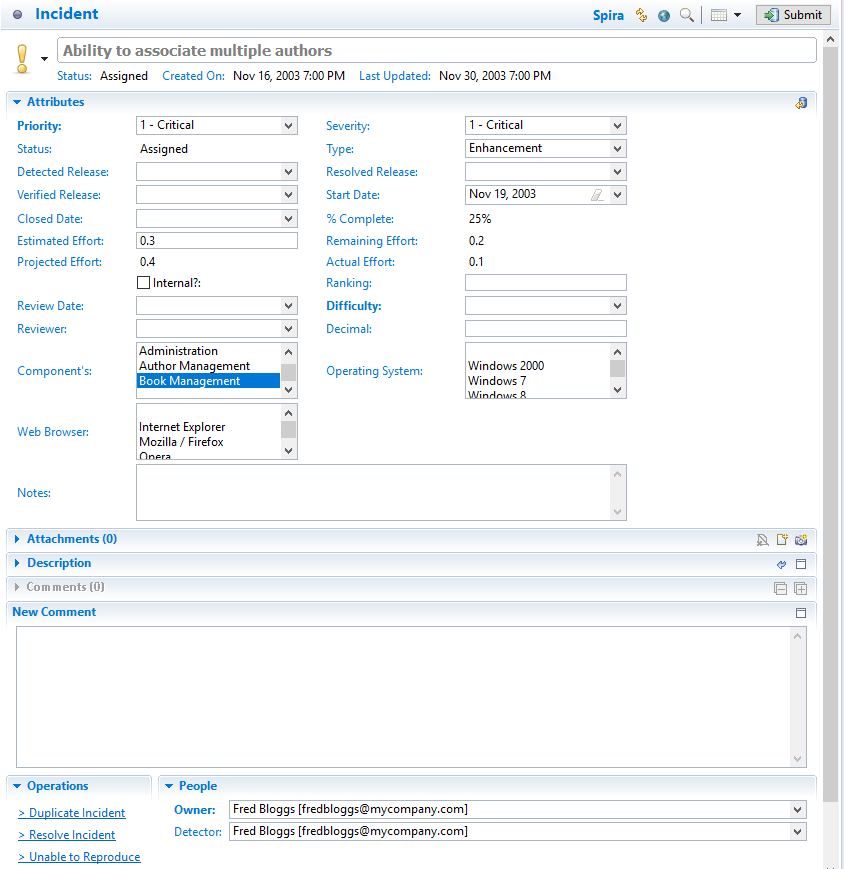 Incident
Spira
Submit
Ability to associate multiple authors
Status: Assigned Created On: Nov 16, 2003 7:00 PM Last Updated: Nov 30, 2003 7:00 PM
Attributes
Priority: 1 - Critical Severity: 1 - Critical
Status: Assigned Type: Enhancement
Detected Release: Resolved Release:
Verified Release: Start Date: Nov 19, 2003
Closed Date: % Complete: 25%
Estimated Effort: 0.3 Remaining Effort: 0.2
Projected Effort: 0.4 Actual Effort: 0.1
Internal?: Ranking:
Review Date: Difficulty:
Reviewer: Decimal:
Component's:
Administration
Author Management
Book Management
Operating System:
Windows 2000
Windows 7
Windows 8
Web Browser:
Internet Explorer
Mozilla / Firefox
Opera
Notes:
Attachments (0)
Description
Comments (0)
New Comment
Operations
> Duplicate Incident
> Resolve Incident
> Unable to Reproduce
People
Owner: Fred Bloggs [fredbloggs@mycompany.com]
Detector: Fred Bloggs [fredbloggs@mycompany.com]